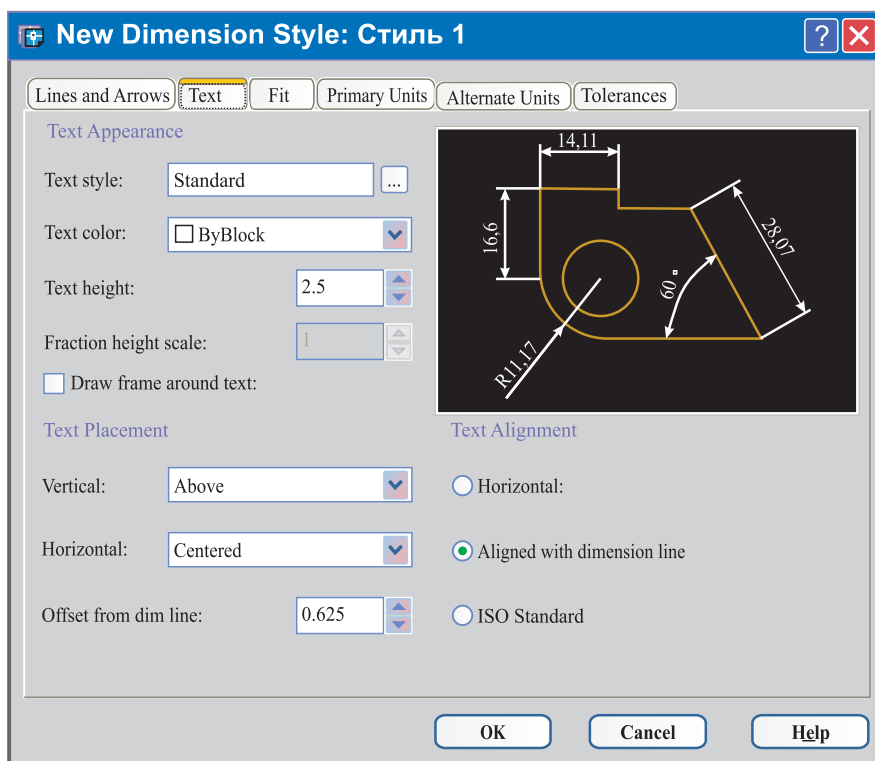 New Dimension Style: Стиль 1
?
Lines and Arrows Text Fit Primary Units Alternate Units Tolerances
Text Appearance
Text style: Standard ...
Text color: ByBlock
Text height: 2.5
Fraction height scale: 1
Draw frame around text:
14,11
16,6
28,07
60°
R11,17
Text Placement
Vertical: Above
Horizontal: Centered
Offset from dim line: 0.625
Text Alignment
Horizontal:
Aligned with dimension line
ISO Standard
OK Cancel Help